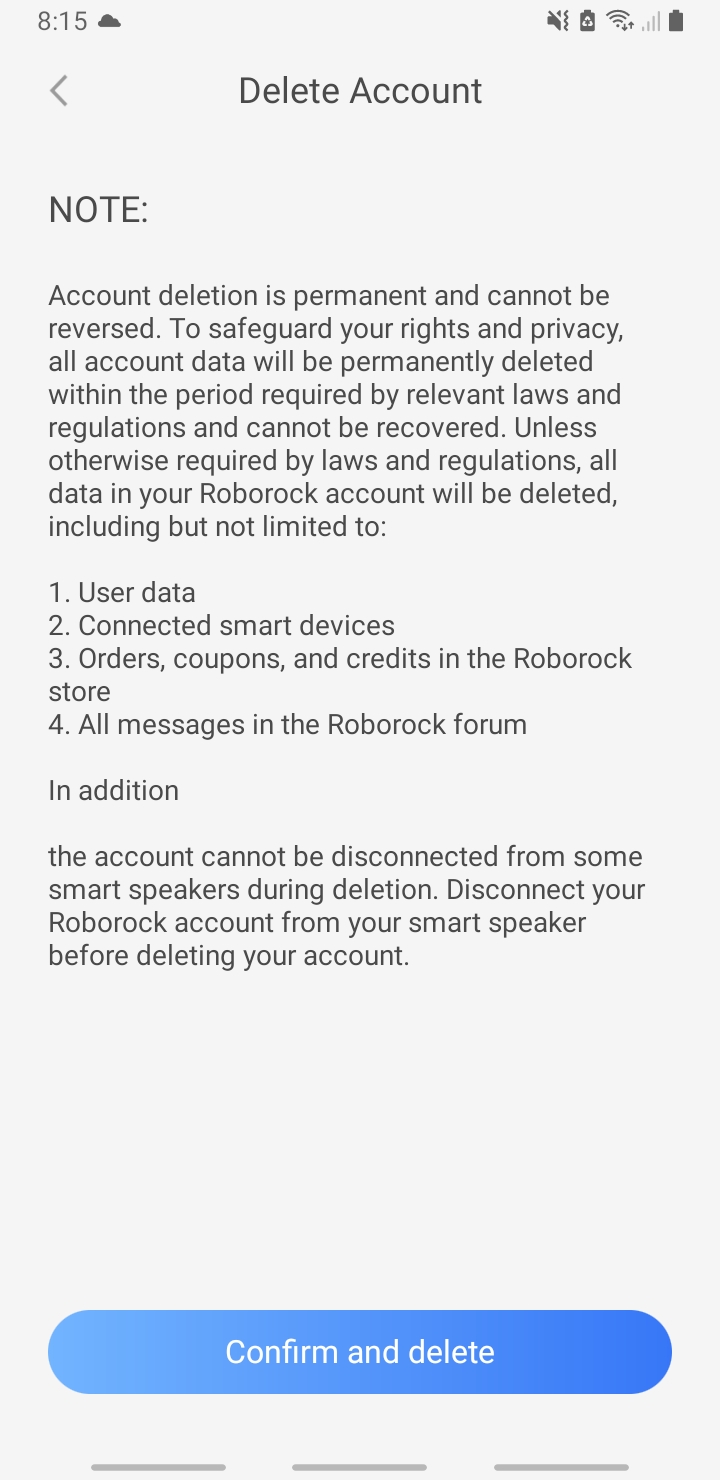 8:15
Delete Account
NOTE:
Account deletion is permanent and cannot be
reversed. To safeguard your rights and privacy,
all account data will be permanently deleted
within the period required by relevant laws and
regulations and cannot be recovered. Unless
otherwise required by laws and regulations, all
data in your Roborock account will be deleted,
including but not limited to:
1. User data
2. Connected smart devices
3. Orders, coupons, and credits in the Roborock
store
4. All messages in the Roborock forum
In addition
the account cannot be disconnected from some
smart speakers during deletion. Disconnect your
Roborock account from your smart speaker
before deleting your account.
Confirm and delete